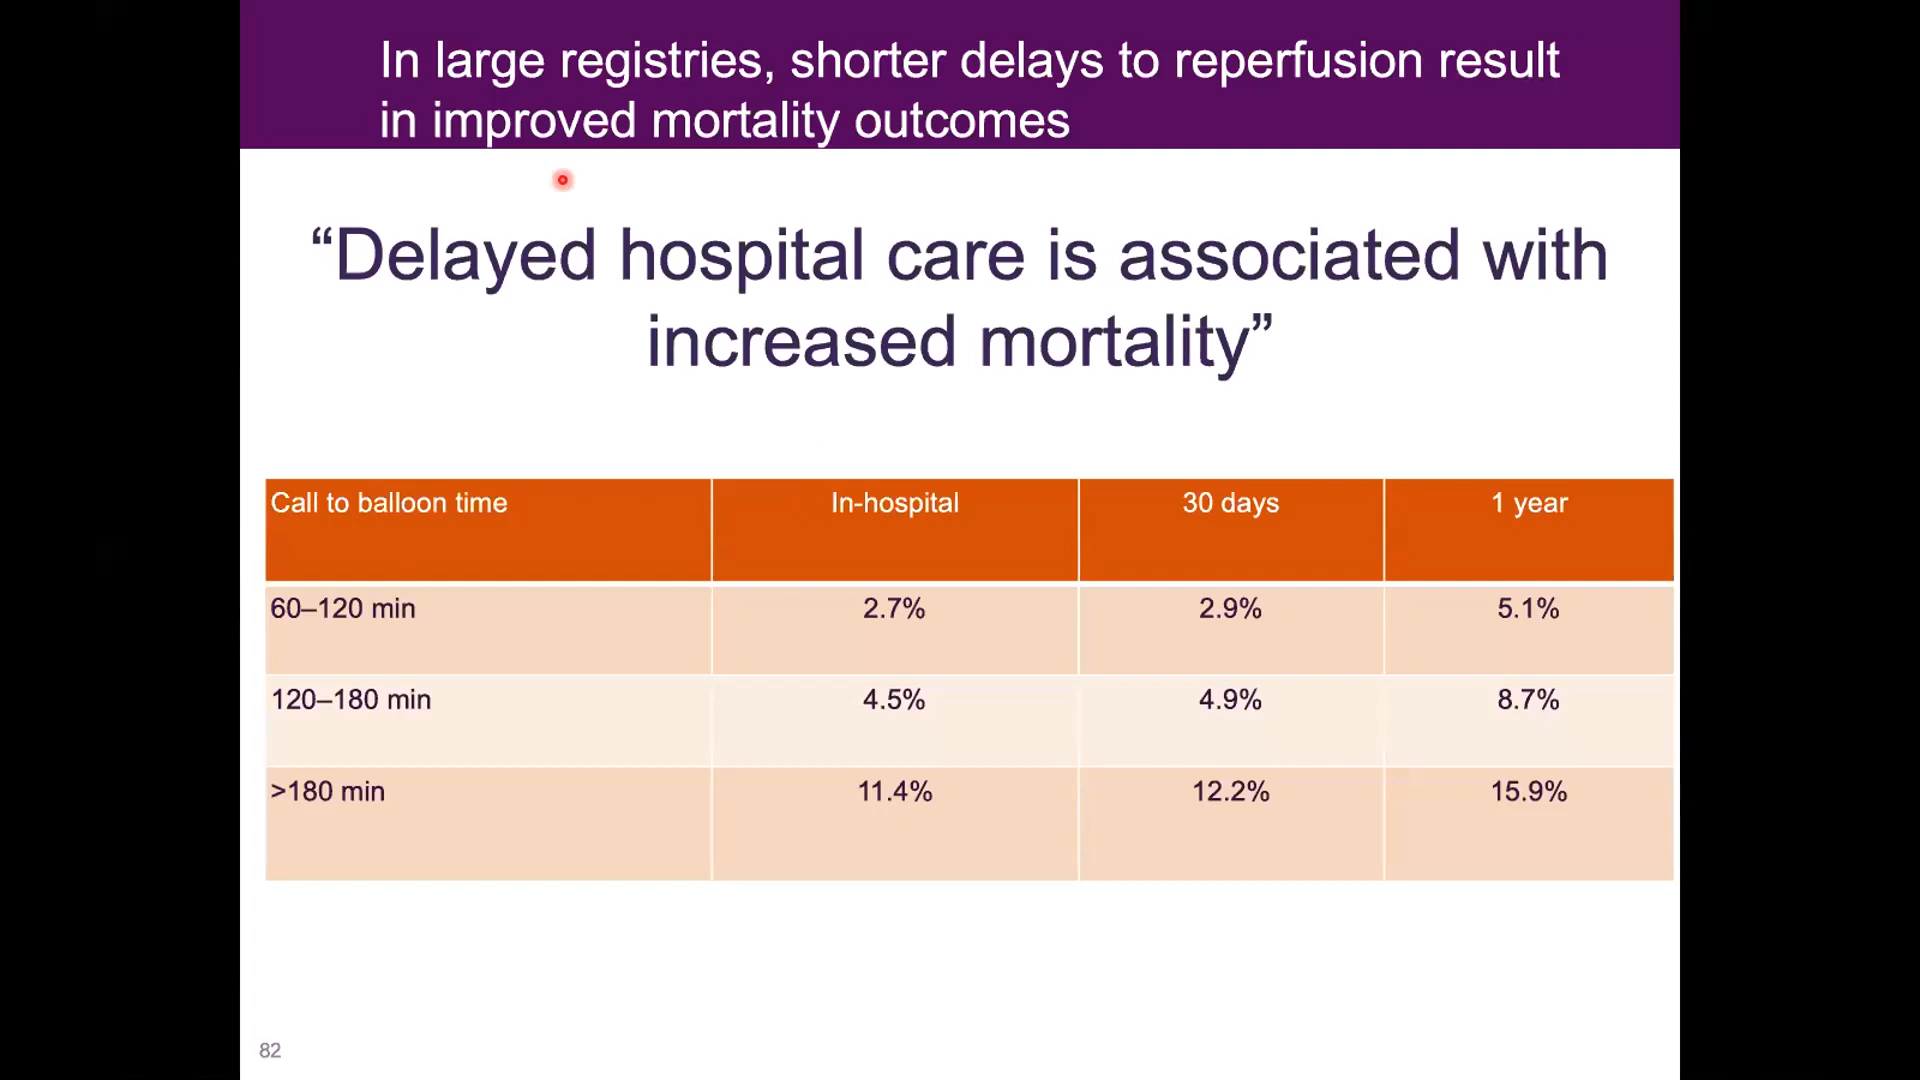 In large registries, shorter delays to reperfusion result
in improved mortality outcomes
“Delayed hospital care is associated with
increased mortality”
Call to balloon time In-hospital 30 days 1 year
60–120 min 2.7% 2.9% 5.1%
120–180 min 4.5% 4.9% 8.7%
>180 min 11.4% 12.2% 15.9%
82